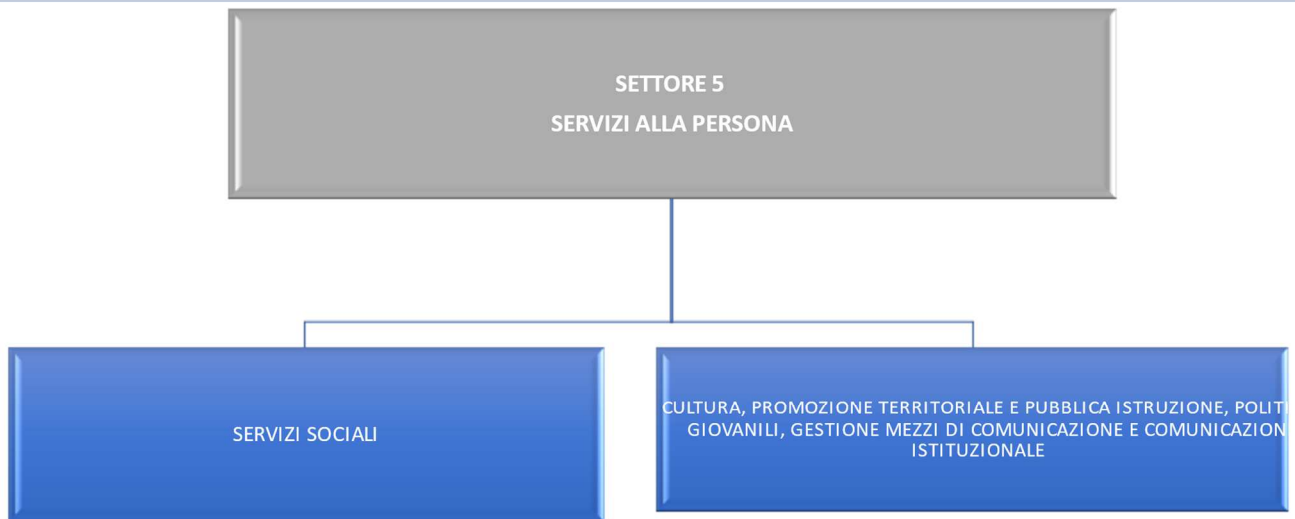 SETTORE 5
SERVIZI ALLA PERSONA
SERVIZI SOCIALI
CULTURA, PROMOZIONE TERRITORIALE E PUBBLICA ISTRUZIONE, POLITI
GIOVANILI, GESTIONE MEZZI DI COMUNICAZIONE E COMUNICAZION
ISTITUZIONALE